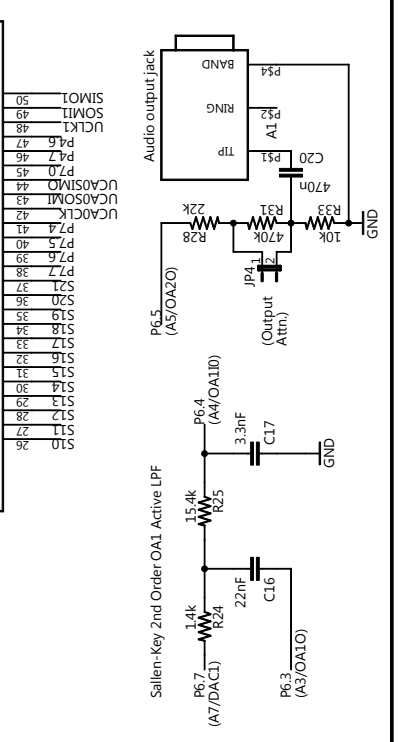 50 SIMO1
49 SOMI1
48 UCLK1
47 P4.6
46 P4.7
45 P7.0
44 UCA0SIMO
43 UCA0SOMI
42 UCA0CLK
41 P7.4
40 P7.5
39 P7.6
38 P7.7
37 S21
36 S20
35 S19
34 S18
33 S17
32 S16
31 S15
30 S14
29 S13
28 S12
27 S11
26 S10
Audio output jack
BAND
P$4
RING
P$2
A1
TIP
P$1
C20
470n
22k
R28
R31
470k
R33
10k
GND
JP4
1
2
(Output
Attn.)
P6.5
(A5/OA2O)
Sallen-Key 2nd Order OA1 Active LPF
P6.4
(A4/OA1I0)
3.3nF
C17
GND
15.4k
R25
22nF
C16
1.4k
R24
P6.7
(A7/DAC1)
P6.3
(A3/OA1O)